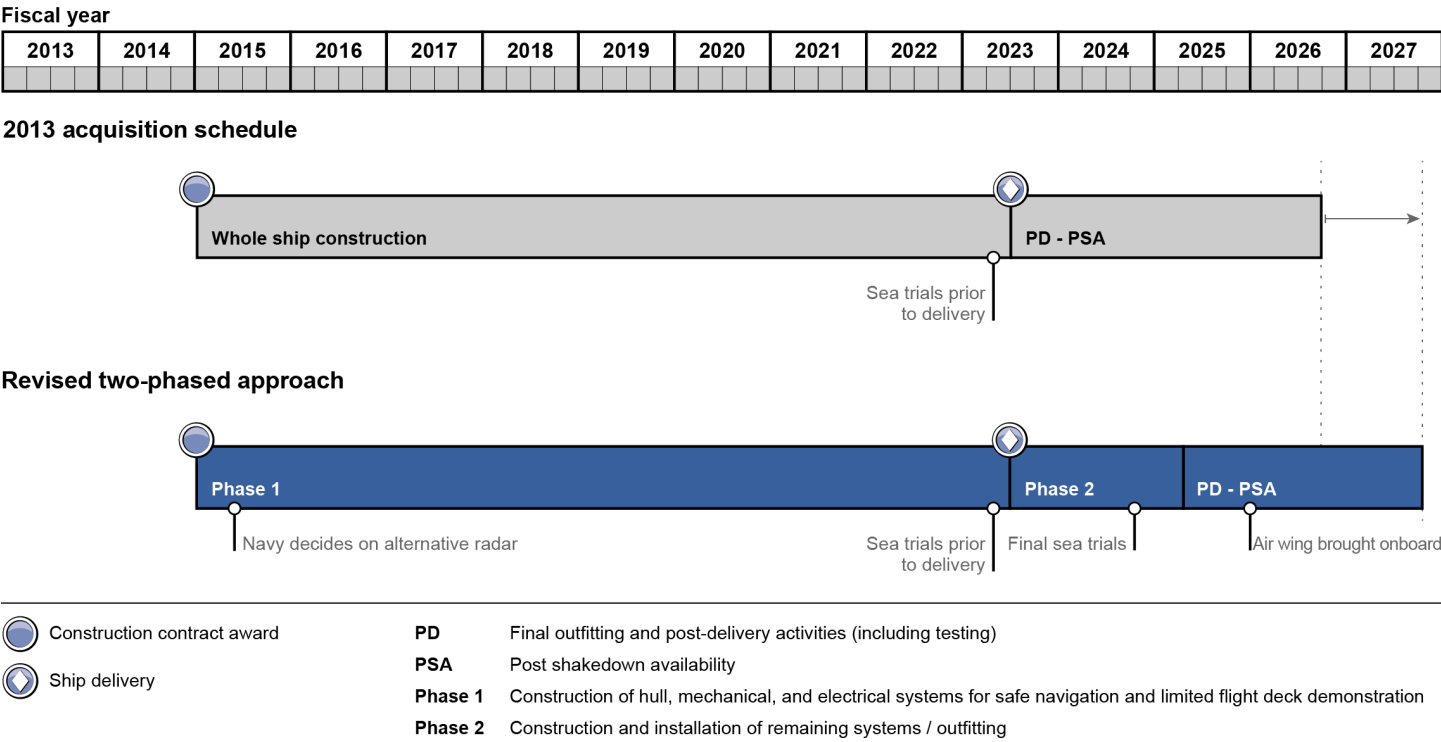 Fiscal year
2013 2014 2015 2016 2017 2018 2019 2020 2021 2022 2023 2024 2025 2026 2027
2013 acquisition schedule
Whole ship construction
PD - PSA
Sea trials prior
to delivery
Revised two-phased approach
Phase 1
Phase 2
PD - PSA
Navy decides on alternative radar
Sea trials prior
to delivery
Final sea trials
Air wing brought onboard
Construction contract award
Ship delivery
PD Final outfitting and post-delivery activities (including testing)
PSA Post shakedown availability
Phase 1 Construction of hull, mechanical, and electrical systems for safe navigation and limited flight deck demonstration
Phase 2 Construction and installation of remaining systems / outfitting